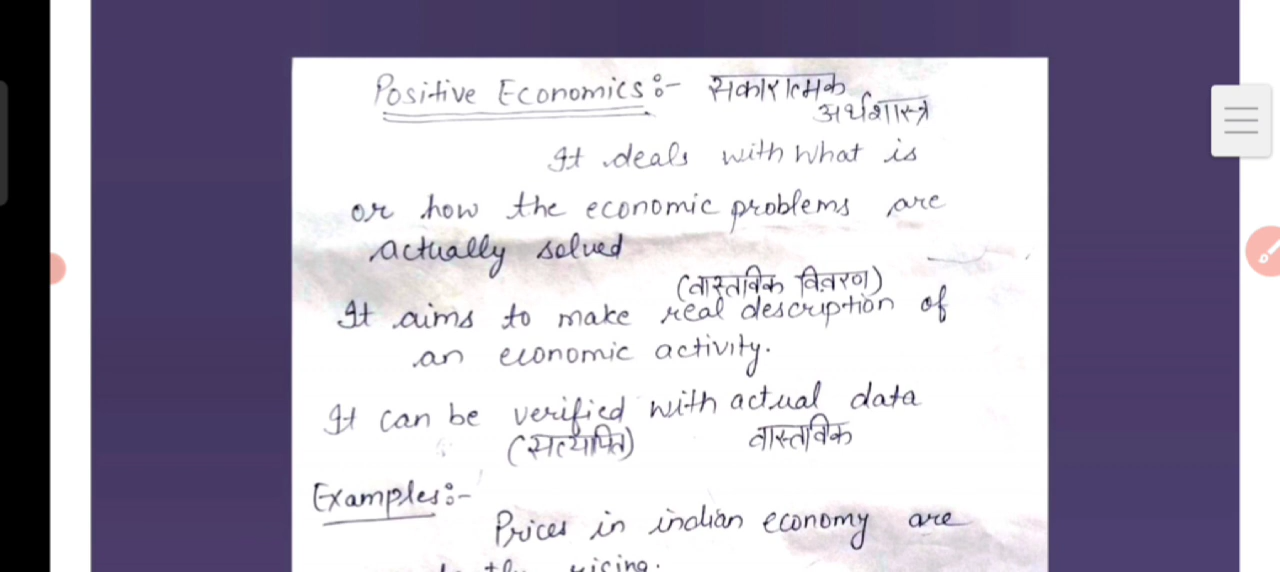 Positive Economics :- सकारात्मक
अर्थशास्त्र
It deals with what is
or how the economic problems are
actually solved
(वास्तविक विवरण)
It aims to make real description of
an economic activity.
It can be verified with actual data
(सत्यापित) वास्तविक
Examples :-
Prices in indian economy are
rising.